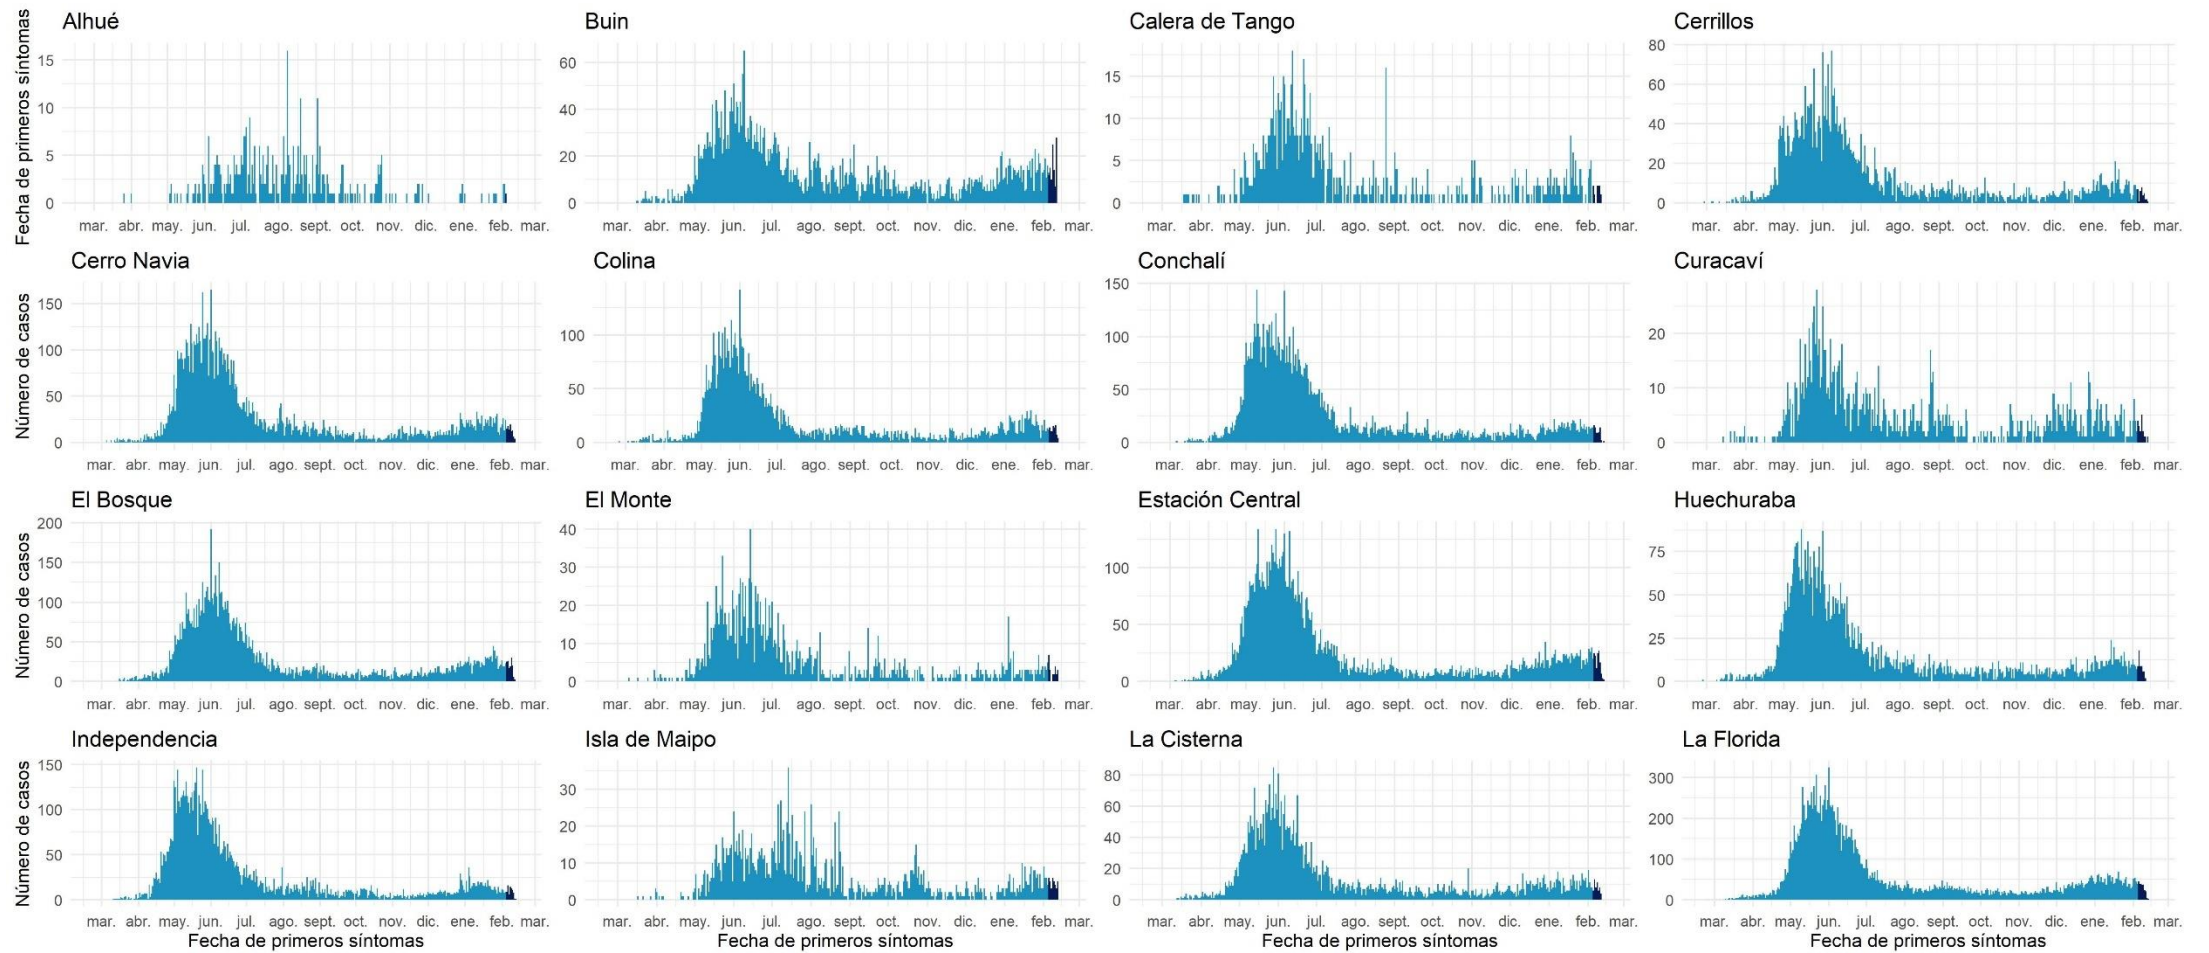 Alhué
Fecha de primeros síntomas
15
10
5
0
mar. abr. may. jun. jul. ago. sept. oct. nov. dic. ene. feb. mar.
Buin
60
40
20
0
mar. abr. may. jun. jul. ago. sept. oct. nov. dic. ene. feb. mar.
Calera de Tango
15
10
5
0
mar. abr. may. jun. jul. ago. sept. oct. nov. dic. ene. feb. mar.
Cerrillos
80
60
40
20
0
mar. abr. may. jun. jul. ago. sept. oct. nov. dic. ene. feb. mar.
Cerro Navia
Número de casos
150
100
50
0
mar. abr. may. jun. jul. ago. sept. oct. nov. dic. ene. feb. mar.
Colina
100
50
0
mar. abr. may. jun. jul. ago. sept. oct. nov. dic. ene. feb. mar.
Conchalí
150
100
50
0
mar. abr. may. jun. jul. ago. sept. oct. nov. dic. ene. feb. mar.
Curacaví
20
10
0
mar. abr. may. jun. jul. ago. sept. oct. nov. dic. ene. feb. mar.
El Bosque
Número de casos
200
150
100
50
0
mar. abr. may. jun. jul. ago. sept. oct. nov. dic. ene. feb. mar.
El Monte
40
30
20
10
0
mar. abr. may. jun. jul. ago. sept. oct. nov. dic. ene. feb. mar.
Estación Central
100
50
0
mar. abr. may. jun. jul. ago. sept. oct. nov. dic. ene. feb. mar.
Huechuraba
75
50
25
0
mar. abr. may. jun. jul. ago. sept. oct. nov. dic. ene. feb. mar.
Independencia
Número de casos
150
100
50
0
mar. abr. may. jun. jul. ago. sept. oct. nov. dic. ene. feb. mar.
Fecha de primeros síntomas
Isla de Maipo
30
20
10
0
mar. abr. may. jun. jul. ago. sept. oct. nov. dic. ene. feb. mar.
Fecha de primeros síntomas
La Cisterna
80
60
40
20
0
mar. abr. may. jun. jul. ago. sept. oct. nov. dic. ene. feb. mar.
Fecha de primeros síntomas
La Florida
300
200
100
0
mar. abr. may. jun. jul. ago. sept. oct. nov. dic. ene. feb. mar.
Fecha de primeros síntomas